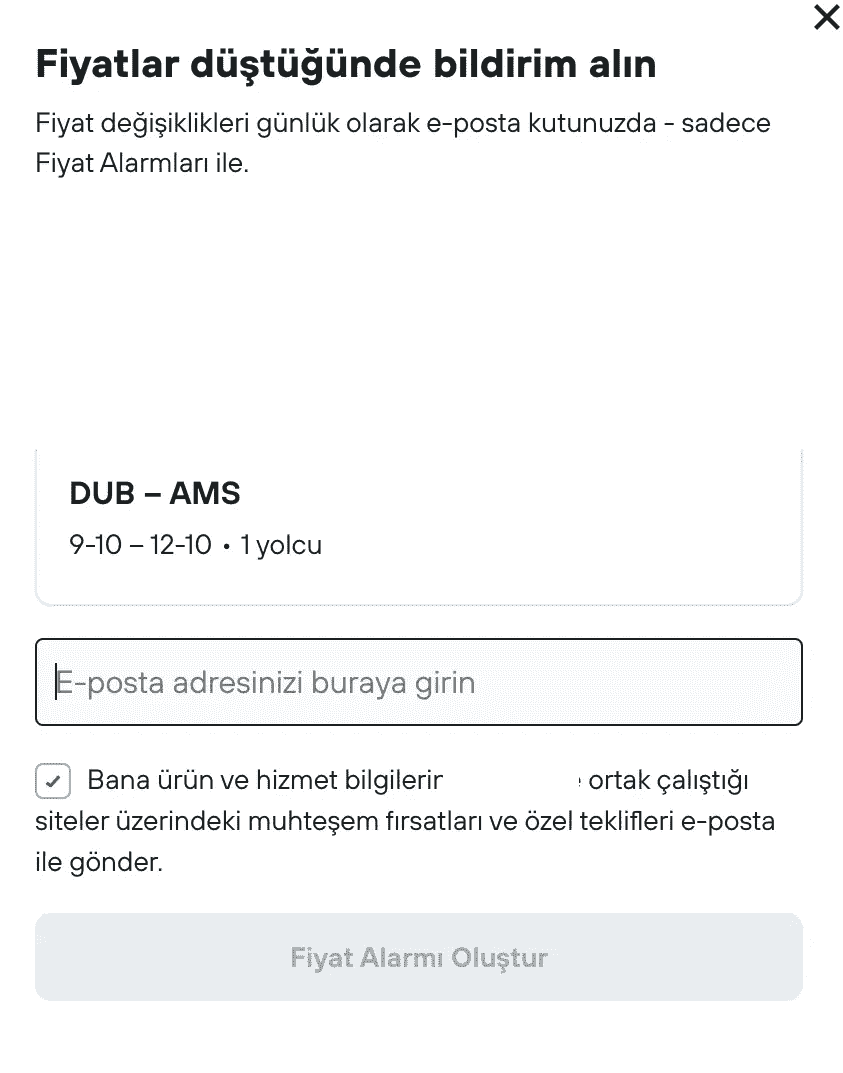 Fiyatlar düştüğünde bildirim alın
Fiyat değişiklikleri günlük olarak e-posta kutunuzda - sadece
Fiyat Alarmları ile.
DUB – AMS
9-10 – 12-10 • 1 yolcu
E-posta adresinizi buraya girin
Bana ürün ve hizmet ortak çalıştığı
siteler üzerindeki muhteşem fırsatları ve özel teklifleri e-posta
ile gönder.
Fiyat Alarmı Oluştur